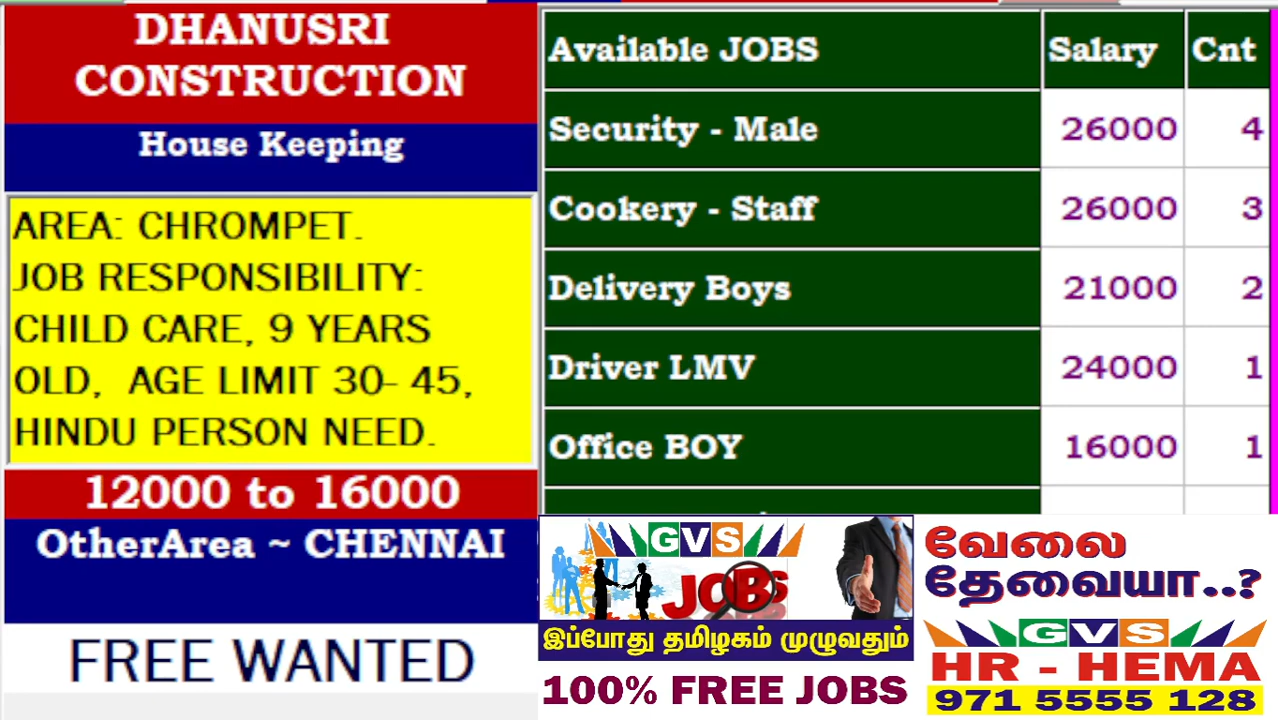 DHANUSRI
CONSTRUCTION
House Keeping
AREA: CHROMPET.
JOB RESPONSIBILITY:
CHILD CARE, 9 YEARS
OLD, AGE LIMIT 30- 45,
HINDU PERSON NEED.
12000 to 16000
OtherArea ~ CHENNAI
FREE WANTED
Available JOBS Salary Cnt
Security - Male 26000 4
Cookery - Staff 26000 3
Delivery Boys 21000 2
Driver LMV 24000 1
Office BOY 16000 1
GVS
JOBS
இப்போது தமிழகம் முழுவதும்
100% FREE JOBS
வேலை
தேவையா..?
GVS
HR - HEMA
971 5555 128